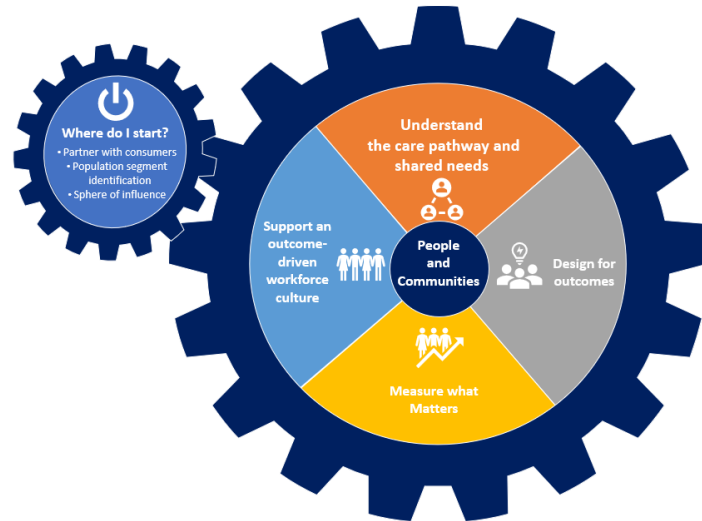 Where do I start?
• Partner with consumers
• Population segment
identification
• Sphere of influence
Understand
the care pathway and
shared needs
Support an
outcome-
driven
workforce
culture
People
and
Communities
Design for
outcomes
Measure what
Matters